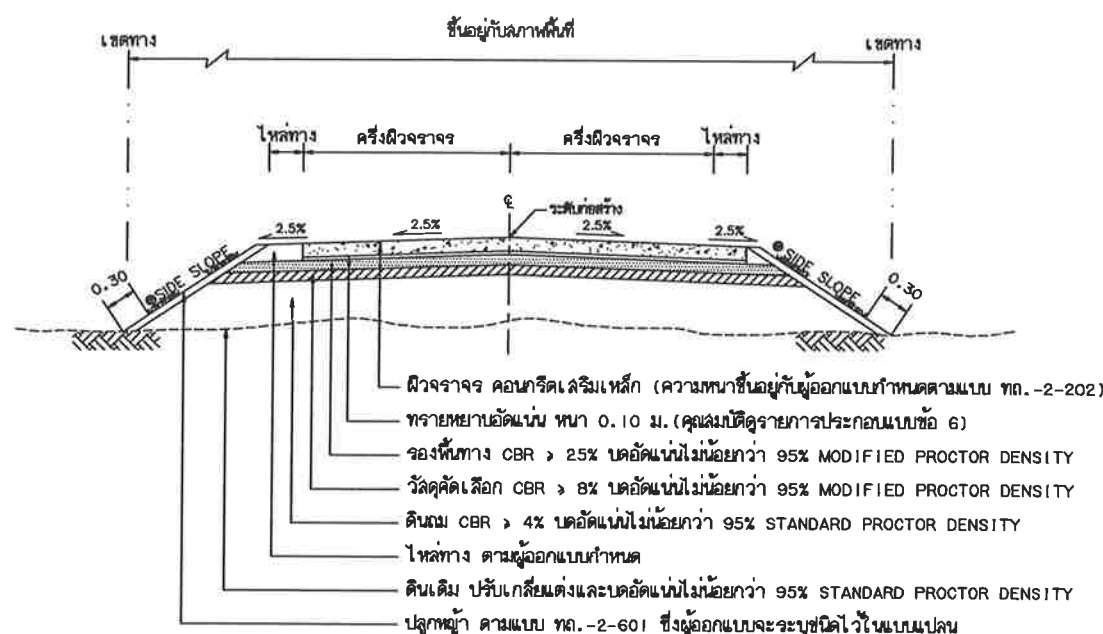 ขึ้นอยู่กับสภาพพื้นที่
เขตทาง
เขตทาง
ไหล่ทาง
ครึ่งผิวจราจร
ครึ่งผิวจราจร
ไหล่ทาง
℄
ระดับก่อสร้าง
2.5%
2.5%
2.5%
2.5%
0.30
SIDE SLOPE
SIDE SLOPE
0.30
ผิวจราจร คอนกรีตเสริมเหล็ก (ความหนาขึ้นอยู่กับผู้ออกแบบกำหนดตามแบบ ทถ.-2-202)
ทรายหยาบอัดแน่น หนา 0.10 ม.(คุณสมบัติดูรายการประกอบแบบข้อ 6)
รองพื้นทาง CBR ≥ 25% บดอัดแน่นไม่น้อยกว่า 95% MODIFIED PROCTOR DENSITY
วัสดุคัดเลือก CBR ≥ 8% บดอัดแน่นไม่น้อยกว่า 95% MODIFIED PROCTOR DENSITY
ดินถม CBR ≥ 4% บดอัดแน่นไม่น้อยกว่า 95% STANDARD PROCTOR DENSITY
ไหล่ทาง ตามผู้ออกแบบกำหนด
ดินเดิม ปรับเกลี่ยแต่งและบดอัดแน่นไม่น้อยกว่า 95% STANDARD PROCTOR DENSITY
ปลูกหญ้า ตามแบบ ทถ.-2-601 ซึ่งผู้ออกแบบจะระบุชนิดไว้ในแบบแปลน